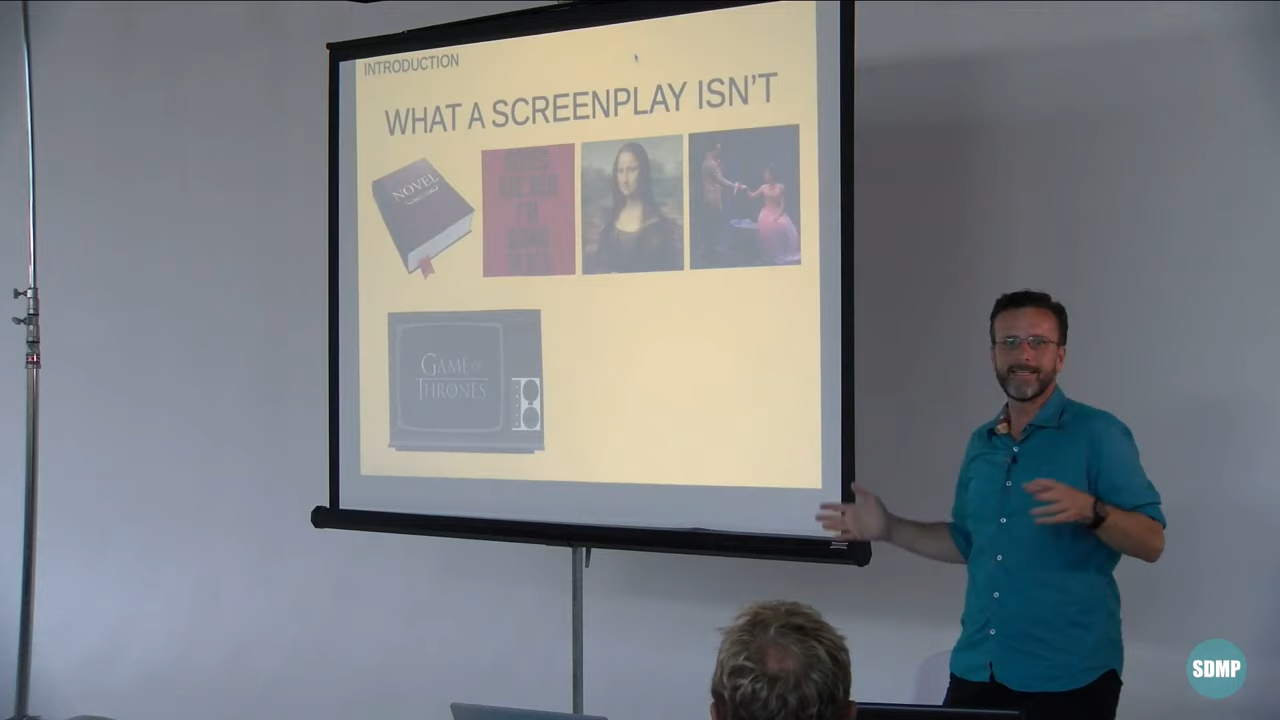 INTRODUCTION
WHAT A SCREENPLAY ISN'T
NOVEL
GAME OF
THRONES
SDMP